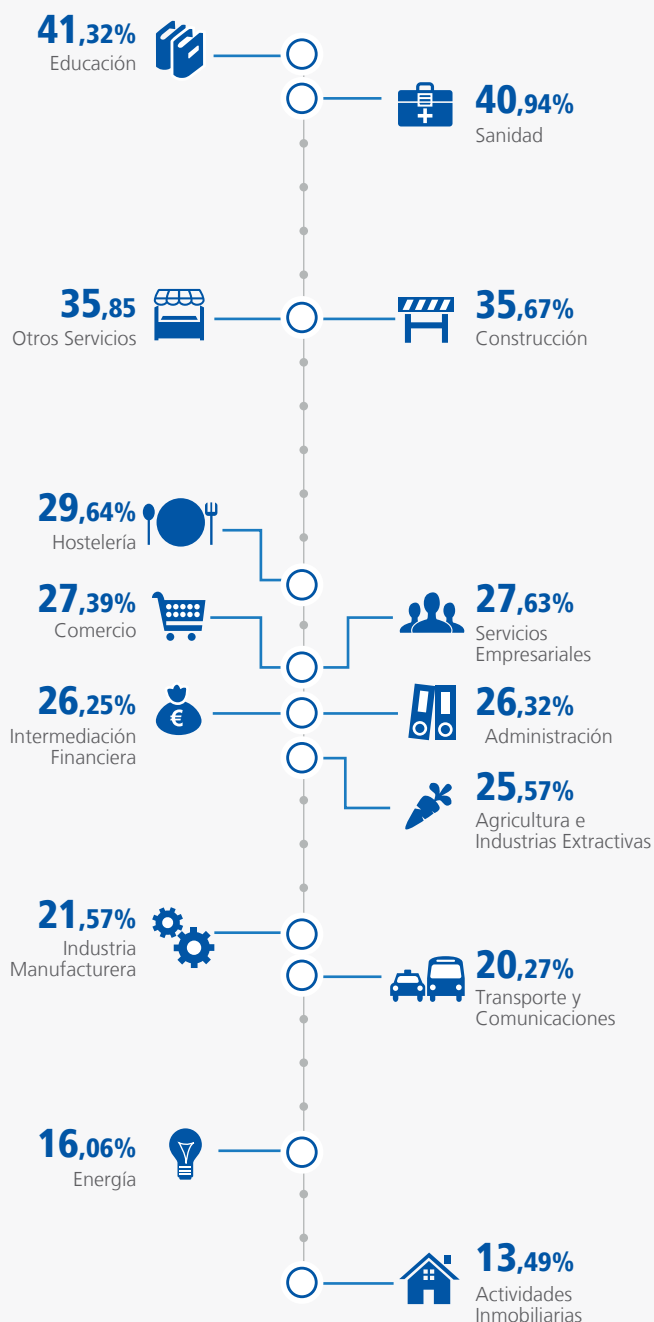 41,32%
Educación
40,94%
Sanidad
35,85
Otros Servicios
35,67%
Construcción
29,64%
Hostelería
27,39%
Comercio
27,63%
Servicios
Empresariales
26,25%
Intermediación
Financiera
€
26,32%
Administración
25,57%
Agricultura e
Industrias Extractivas
21,57%
Industria
Manufacturera
20,27%
Transporte y
Comunicaciones
16,06%
Energía
13,49%
Actividades
Inmobiliarias